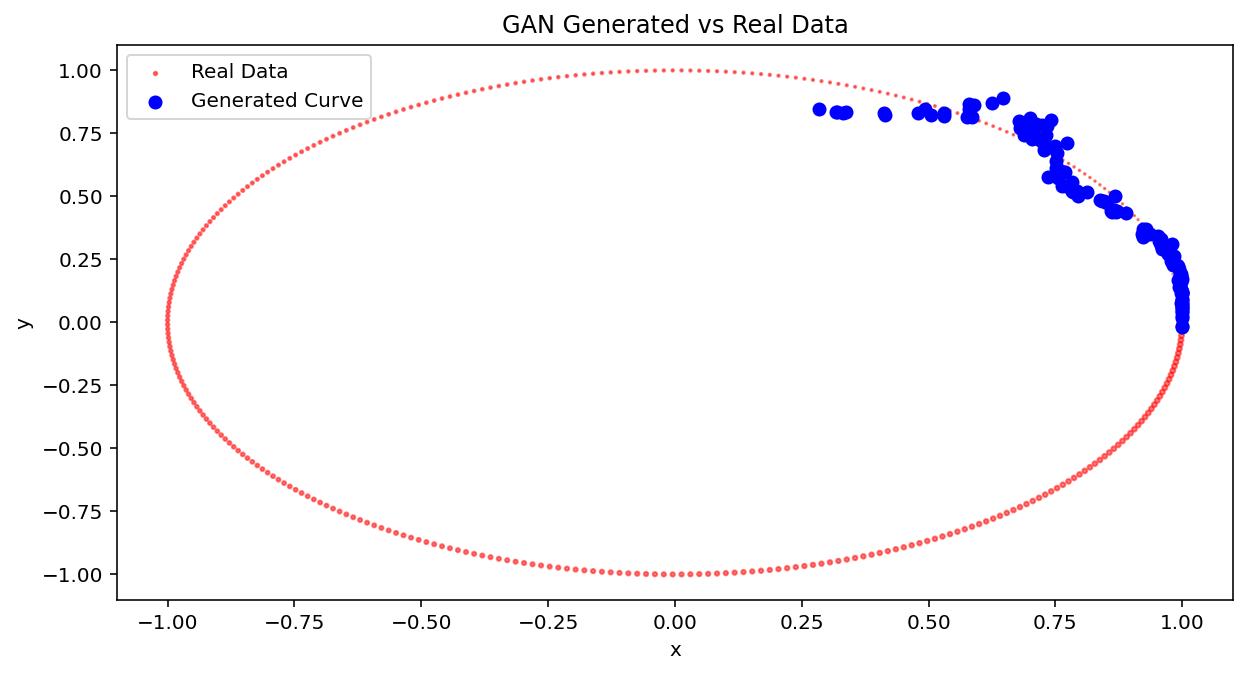 GAN Generated vs Real Data
Real Data
Generated Curve
1.00
0.75
0.50
0.25
0.00
−0.25
−0.50
−0.75
−1.00
y
−1.00 −0.75 −0.50 −0.25 0.00 0.25 0.50 0.75 1.00
x